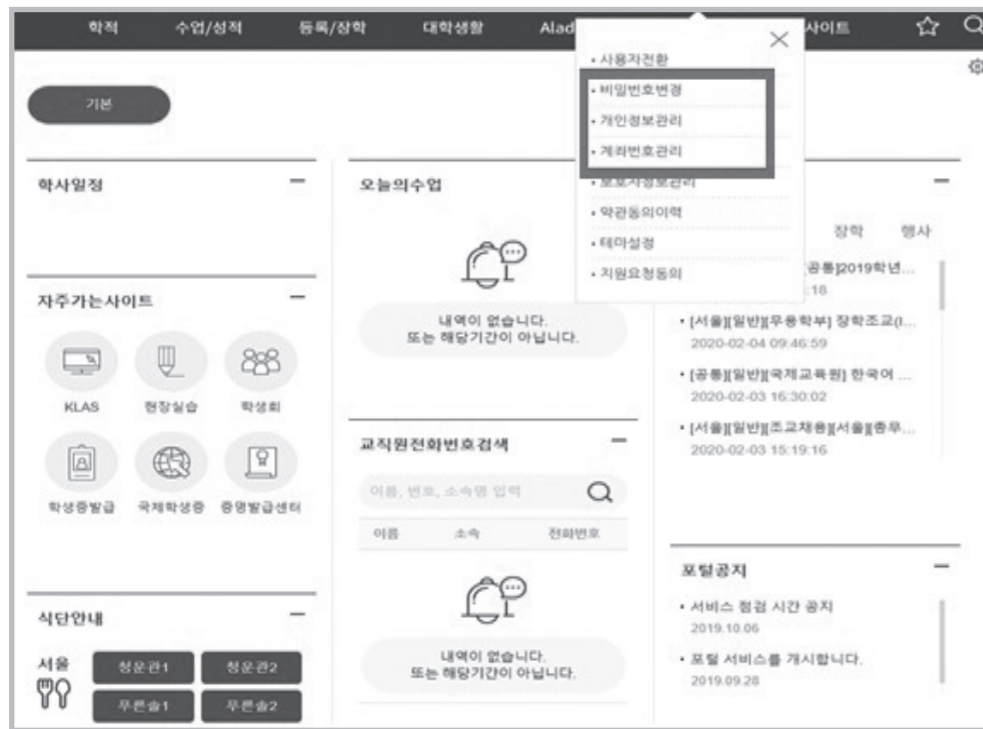 학적 수업/성적 등록/장학 대학생활 Alad 사이트
기본
• 사용자전환
• 비밀번호변경
• 개인정보관리
• 계좌번호관리
• 보호자정보관리
• 약관동의이력
• 테마설정
• 지원요청동의
학사일정
자주가는사이트
KLAS 현장실습 학생회
학생증발급 국제학생증 증명발급센터
식단안내
서울
청운관1 청운관2
푸른솔1 푸른솔2
오늘의수업
내역이 없습니다.
또는 해당기간이 아닙니다.
교직원전화번호검색
이름, 번호, 소속명 입력
이름 소속 전화번호
내역이 없습니다.
또는 해당기간이 아닙니다.
장학 행사
[공통]2019학년...
:18
• [서울][일반][무용학부] 장학조교(I...
2020-02-04 09:46:59
• [공통][일반][국제교육원] 한국어 ...
2020-02-03 16:30:02
• [서울][일반][조교채용][서울][종무...
2020-02-03 15:19:16
포털공지
• 서비스 점검 시간 공지
2019.10.06
• 포털 서비스를 개시합니다.
2019.09.28